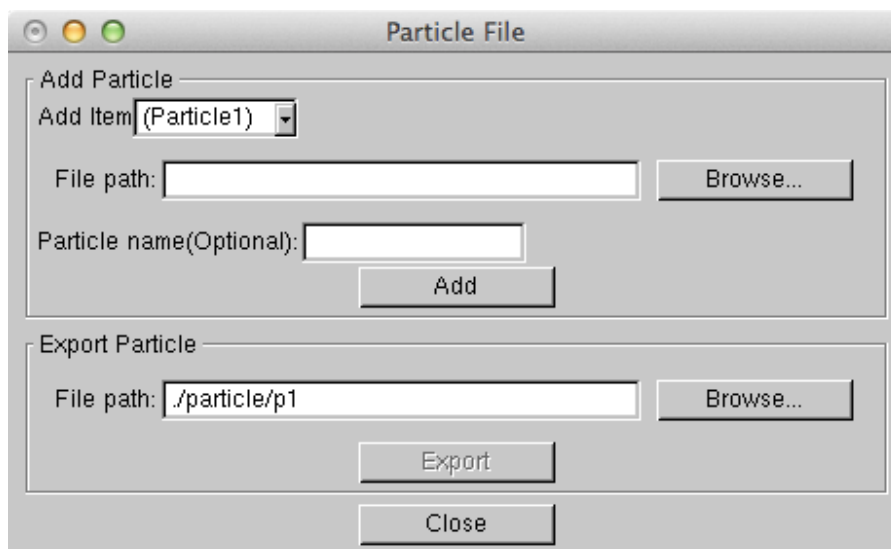 Particle File
Add Particle
Add Item (Particle1)
File path: Browse...
Particle name(Optional):
Add
Export Particle
File path: ./particle/p1 Browse...
Export
Close